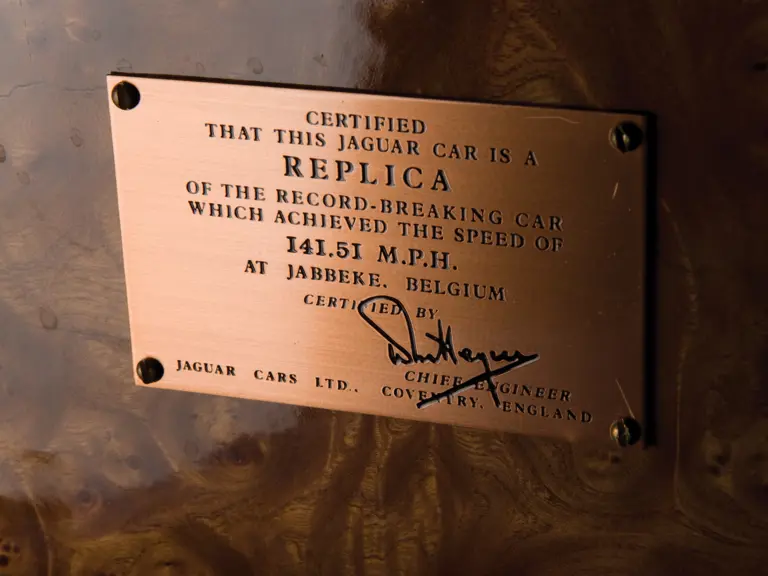 CERTIFIED
THAT THIS JAGUAR CAR IS A
REPLICA
OF THE RECORD-BREAKING CAR
WHICH ACHIEVED THE SPEED OF
141.51 M.P.H.
AT JABBEKE, BELGIUM
CERTIFIED BY
CHIEF ENGINEER
JAGUAR CARS LTD., COVENTRY, ENGLAND